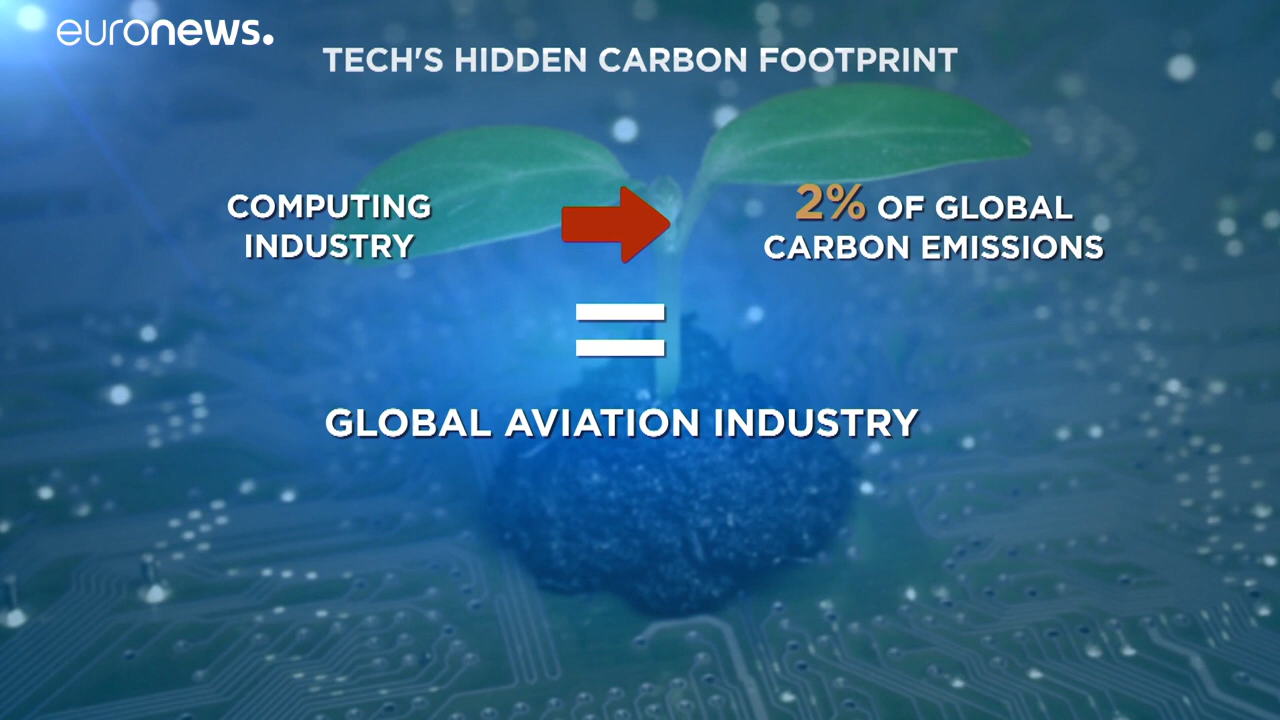 euronews.
TECH'S HIDDEN CARBON FOOTPRINT
COMPUTING
INDUSTRY
2% OF GLOBAL
CARBON EMISSIONS
=
GLOBAL AVIATION INDUSTRY